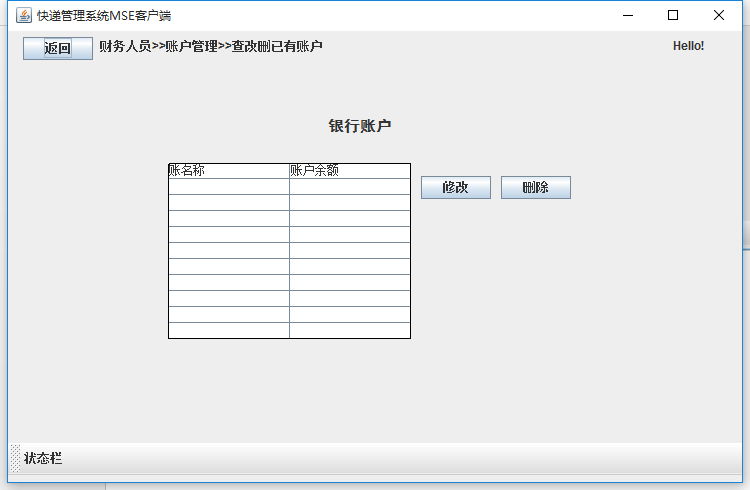 快递管理系统MSE客户端
返回 财务人员>>账户管理>>查改删已有账户 Hello!
银行账户
账名称 账户余额
修改 删除
状态栏